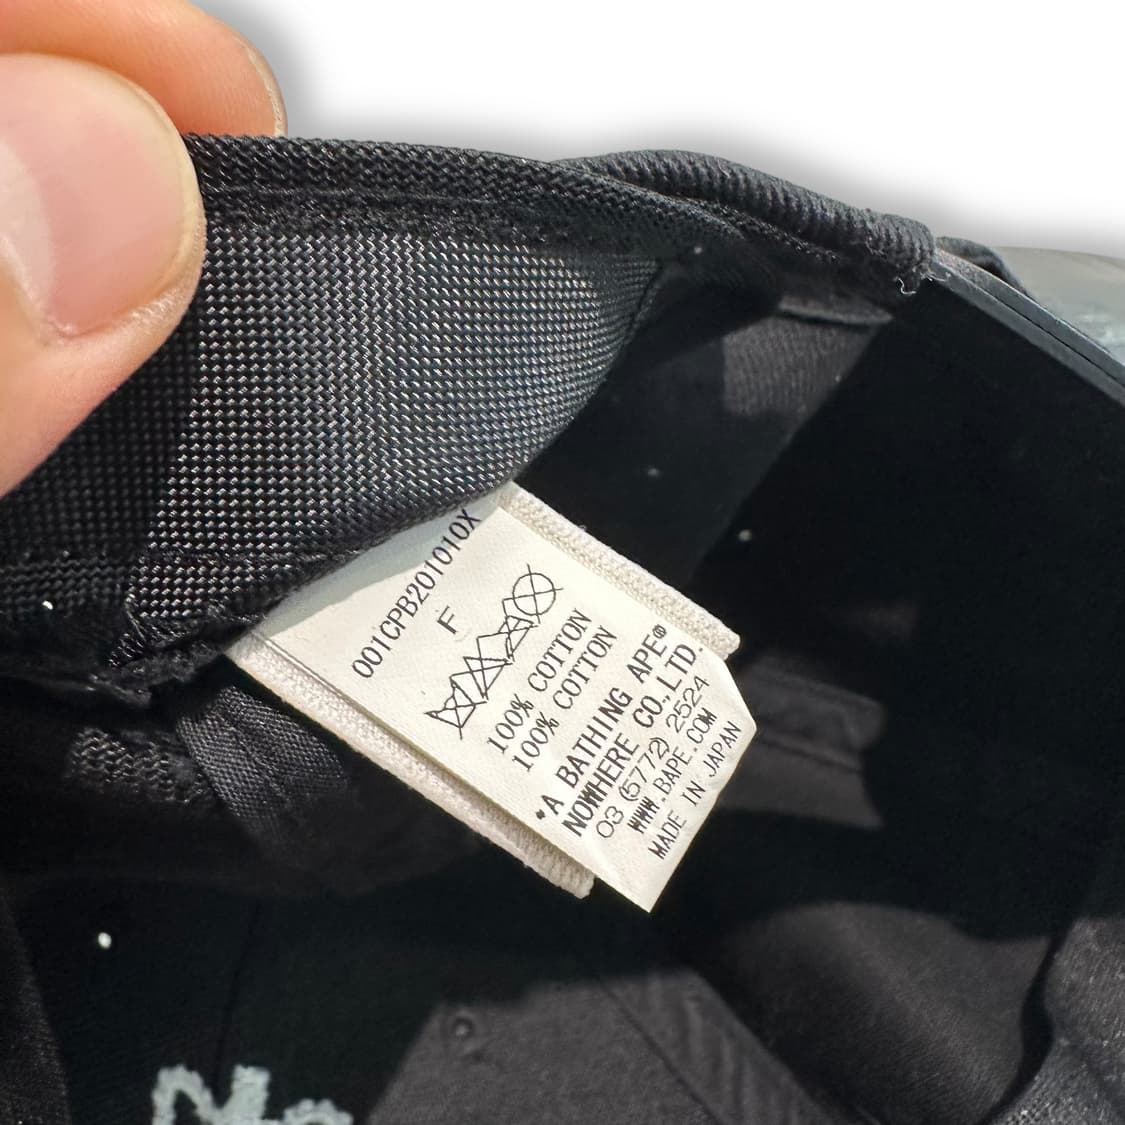 001CPB201010X
F
100% COTTON
100% COTTON
*A BATHING APE®
NOWHERE CO.,LTD.
03 (5772) 2524
WWW.BAPE.COM
MADE IN JAPAN